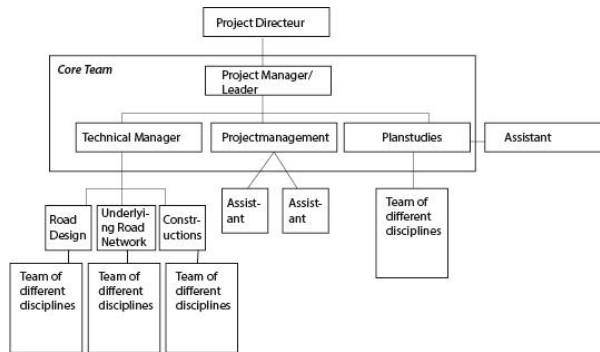 Project Directeur
Core Team
Project Manager/
Leader
Technical Manager
Projectmanagement
Planstudies
Assistant
Assist-
ant
Assist-
ant
Team of
different
disciplines
Road
Design
Underlyi-
ing Road
Network
Constr-
uctions
Team of
different
disciplines
Team of
different
disciplines
Team of
different
disciplines